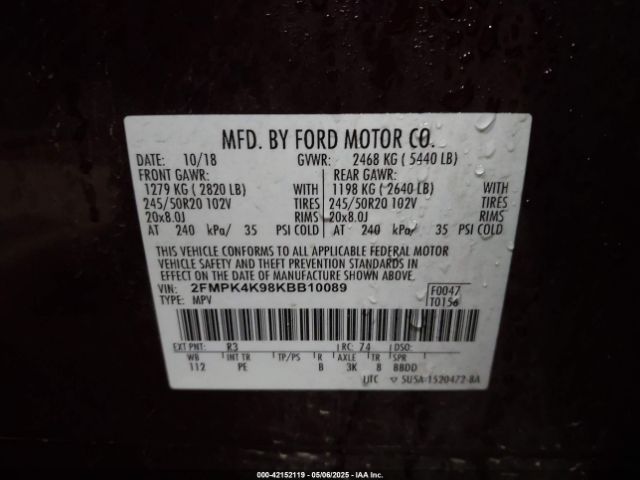 MFD. BY FORD MOTOR CO.
DATE: 10/18 GVWR: 2468 KG ( 5440 LB)
FRONT GAWR: REAR GAWR:
1279 KG ( 2820 LB) WITH 1198 KG ( 2640 LB) WITH
245/50R20 102V TIRES 245/50R20 102V TIRES
20x8.0J RIMS 20x8.0J RIMS
AT 240 kPa/ 35 PSI COLD AT 240 kPa/ 35 PSI COLD
THIS VEHICLE CONFORMS TO ALL APPLICABLE FEDERAL MOTOR
VEHICLE SAFETY AND THEFT PREVENTION STANDARDS IN
EFFECT ON THE DATE OF MANUFACTURE SHOWN ABOVE.
VIN: 2FMPK4K98KBB10089 F0047
TYPE: MPV T0156
EXT PNT: R3 RC: 74 DSO:
WB INT TR TP/PS R AXLE TR SPR
112 PE B 3K 8 BBDD
UTC ▽ 5USA-1520472-BA
000-42152119 - 05/06/2025 - IAAI.COM